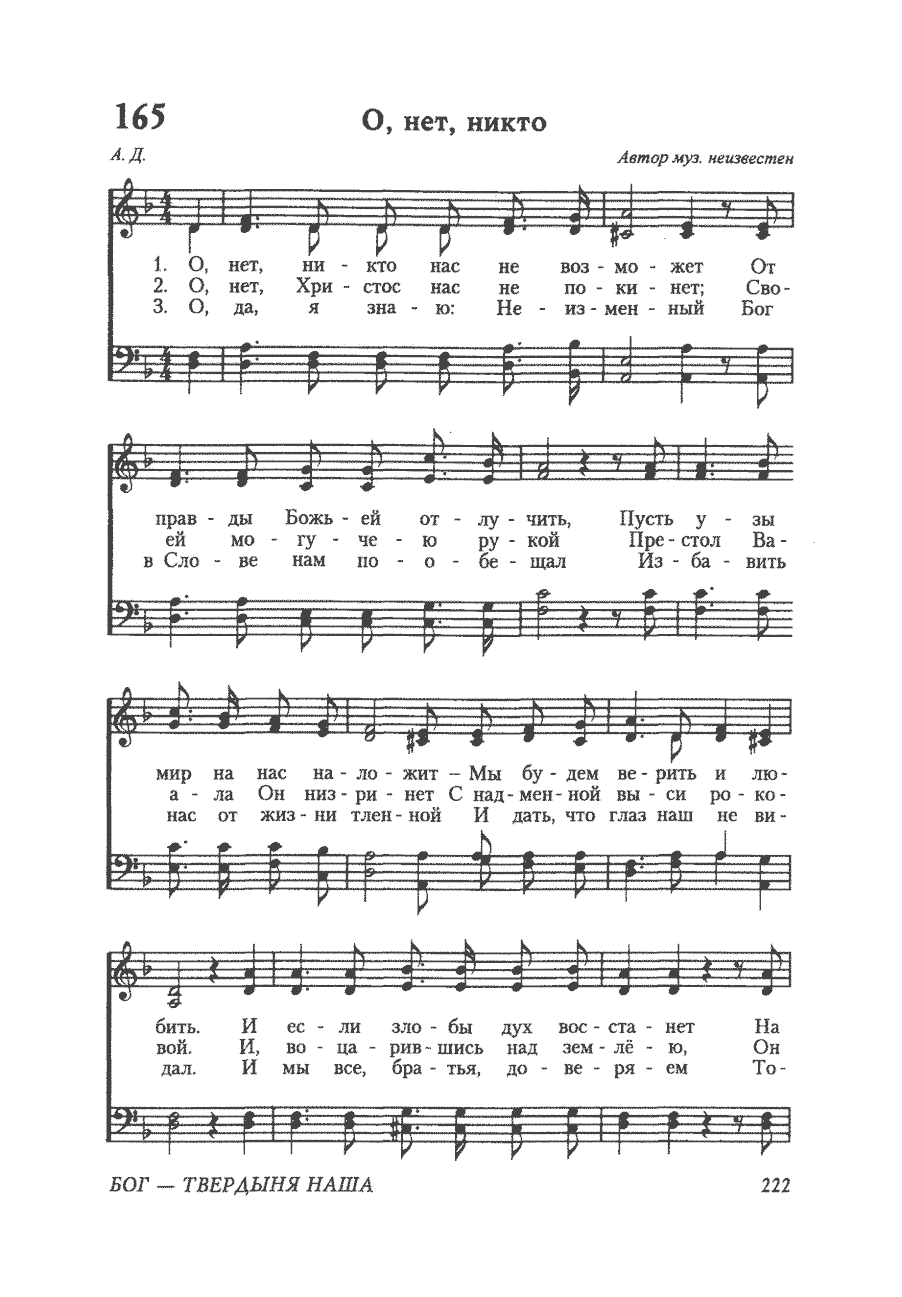 165
О, нет, никто
А. Д.
Автор муз. неизвестен
1. О, нет, ни - кто нас не воз - мо - жет От
2. О, нет, Хри - стос нас не по - ки - нет; Сво-
3. О, да, я зна - ю: Не - из - мен - ный Бог
прав - ды Божь - ей от - лу - чить, Пусть у - зы
ей мо - гу - че - ю ру - кой Пре - стол Ва -
в Сло - ве нам по - о - бе - щал Из - ба - вить
мир на нас на - ло - жит – Мы бу - дем ве - рить и лю -
а - ла Он низ - ри - нет С над - мен - ной вы - си ро - ко -
нас от жиз - ни тлен - ной И дать, что глаз наш не ви -
бить. И ес - ли зло - бы дух вос - ста - нет На
вой. И, во - ца - рив - шись над зем - лё - ю, Он
дал. И мы все, бра - тья, до - ве - ря - ем То-
БОГ — ТВЕРДЫНЯ НАША
222